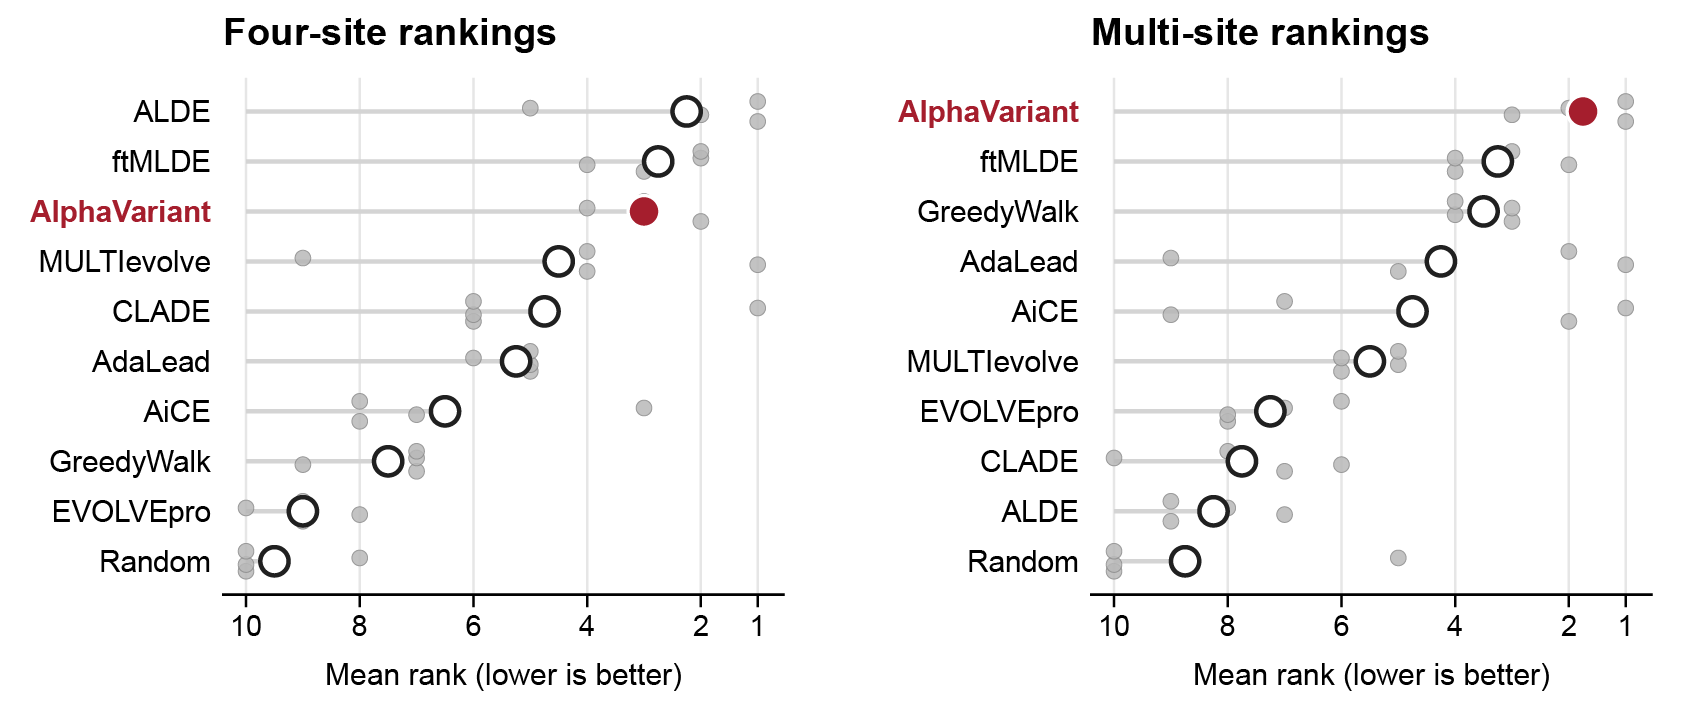 Four-site rankings
ALDE
ftMLDE
AlphaVariant
MULTIevolve
CLADE
AdaLead
AiCE
GreedyWalk
EVOLVEpro
Random
10 8 6 4 2 1
Mean rank (lower is better)
Multi-site rankings
AlphaVariant
ftMLDE
GreedyWalk
AdaLead
AiCE
MULTIevolve
EVOLVEpro
CLADE
ALDE
Random
10 8 6 4 2 1
Mean rank (lower is better)